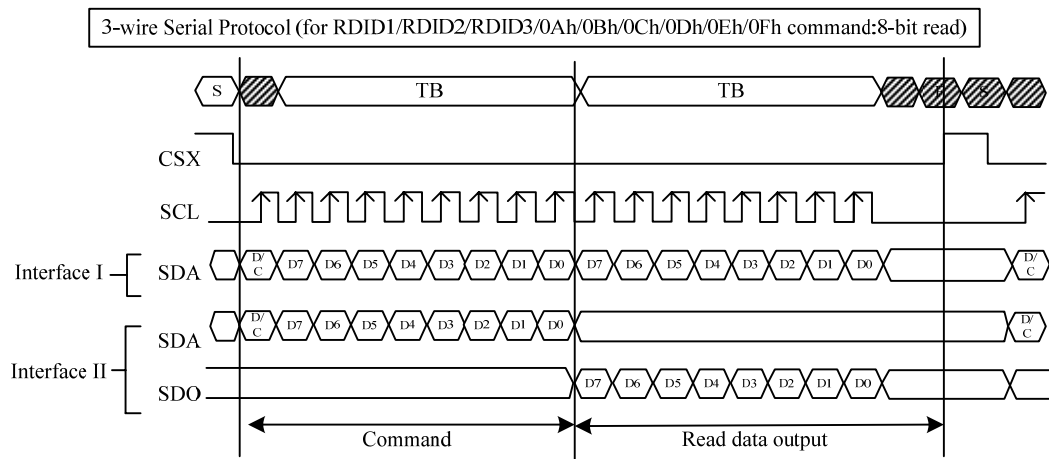 3-wire Serial Protocol (for RDID1/RDID2/RDID3/0Ah/0Bh/0Ch/0Dh/0Eh/0Fh command:8-bit read)
S TB TB P S
CSX
SCL
Interface I SDA D/C D7 D6 D5 D4 D3 D2 D1 D0 D7 D6 D5 D4 D3 D2 D1 D0 D/C
Interface II
SDA D/C D7 D6 D5 D4 D3 D2 D1 D0 D/C
SDO D7 D6 D5 D4 D3 D2 D1 D0
Command Read data output